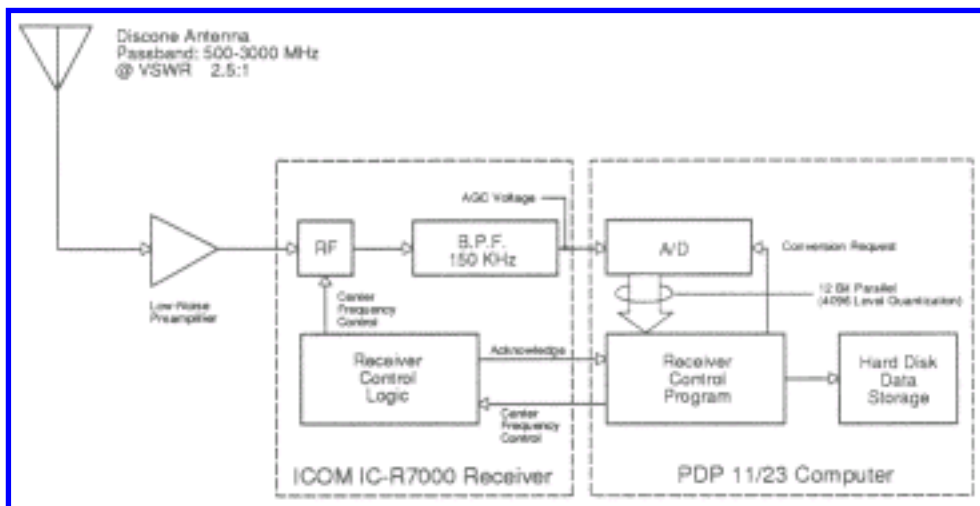 Discone Antenna
Passband: 500-3000 MHz
@ VSWR 2.5:1
AGC Voltage
RF
B.P.F.
150 KHz
A/D
Conversion Request
Low-Noise
Preamplifier
Center
Frequency
Control
12 Bit Parallel
(4096 Level Quantization)
Receiver
Control
Logic
Acknowledge
Receiver
Control
Program
Hard Disk
Data
Storage
Center
Frequency
Control
ICOM IC-R7000 Receiver
PDP 11/23 Computer